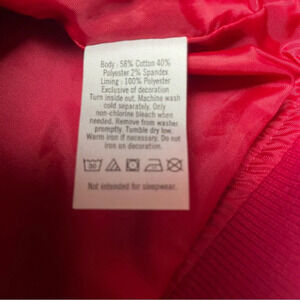 Body : 58% Cotton 40%
Polyester 2% Spandex
Lining : 100% Polyester
Exclusive of decoration
Turn inside out. Machine wash
cold separately. Only
non-chlorine bleach when
needed. Remove from washer
promptly. Tumble dry low.
Warm iron if necessary. Do not
iron on decoration.
30
Not intended for sleepwear.